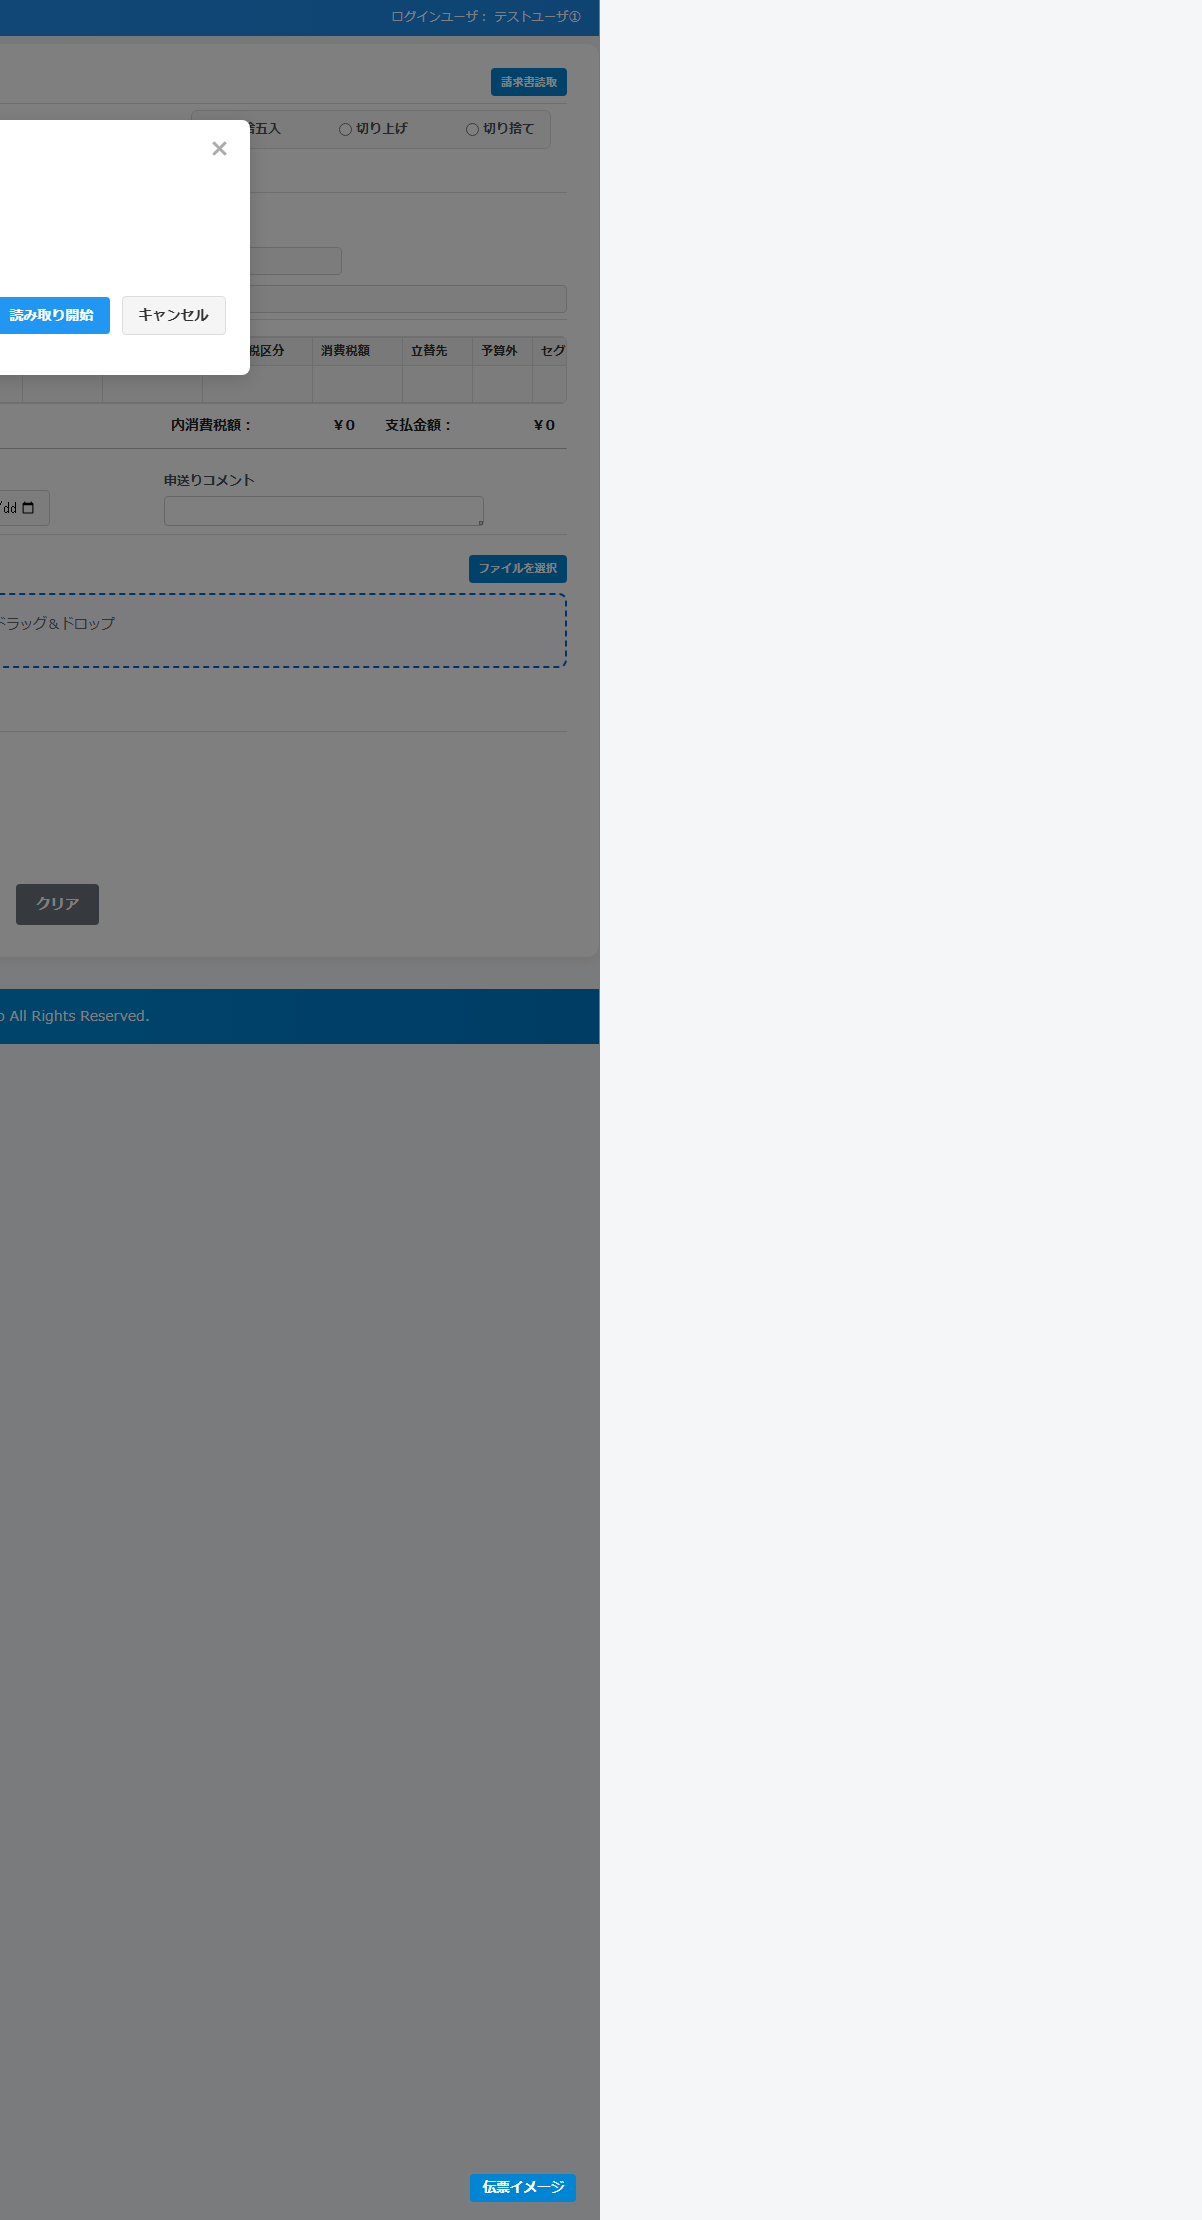 ログインユーザ： テストユーザ①
請求書読取
捨五入
切り上げ
切り捨て
×
読み取り開始
キャンセル
税区分
消費税額
立替先
予算外
セグ
内消費税額：
¥0
支払金額：
¥0
申送りコメント
/dd
ファイルを選択
ドラッグ＆ドロップ
クリア
All Rights Reserved.
伝票イメージ